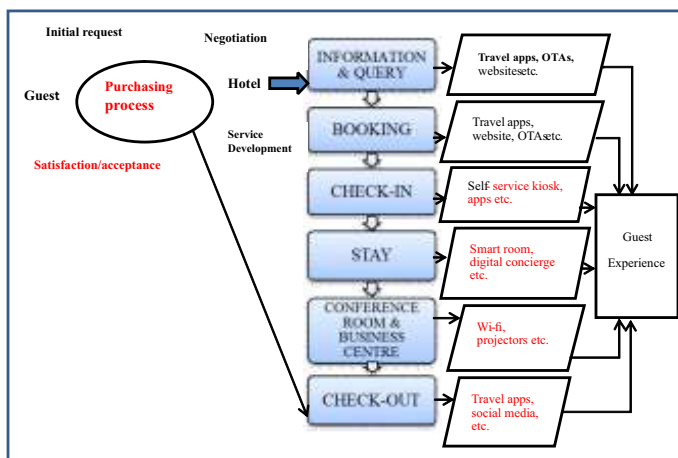 Initial request
Negotiation
Guest
Purchasing
process
Hotel
Service
Development
Satisfaction/acceptance
INFORMATION
& QUERY
BOOKING
CHECK-IN
STAY
CONFERENCE
ROOM &
BUSINESS
CENTRE
CHECK-OUT
Travel apps, OTAs,
websitesetc.
Travel apps,
website, OTAsetc.
Self- service kiosk,
apps etc.
Smart room,
digital concierge
etc.
Wi-fi,
projectors etc.
Travel apps,
social media,
etc.
Guest
Experience